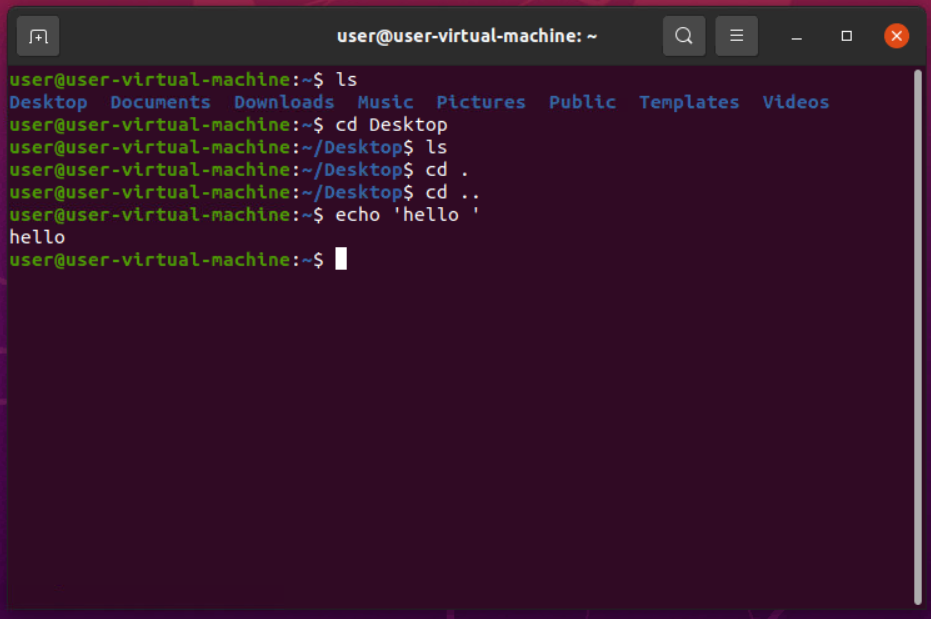 user@user-virtual-machine: ~
user@user-virtual-machine:~$ ls
Desktop  Documents  Downloads  Music  Pictures  Public  Templates  Videos
user@user-virtual-machine:~$ cd Desktop
user@user-virtual-machine:~/Desktop$ ls
user@user-virtual-machine:~/Desktop$ cd .
user@user-virtual-machine:~/Desktop$ cd ..
user@user-virtual-machine:~$ echo 'hello '
hello
user@user-virtual-machine:~$